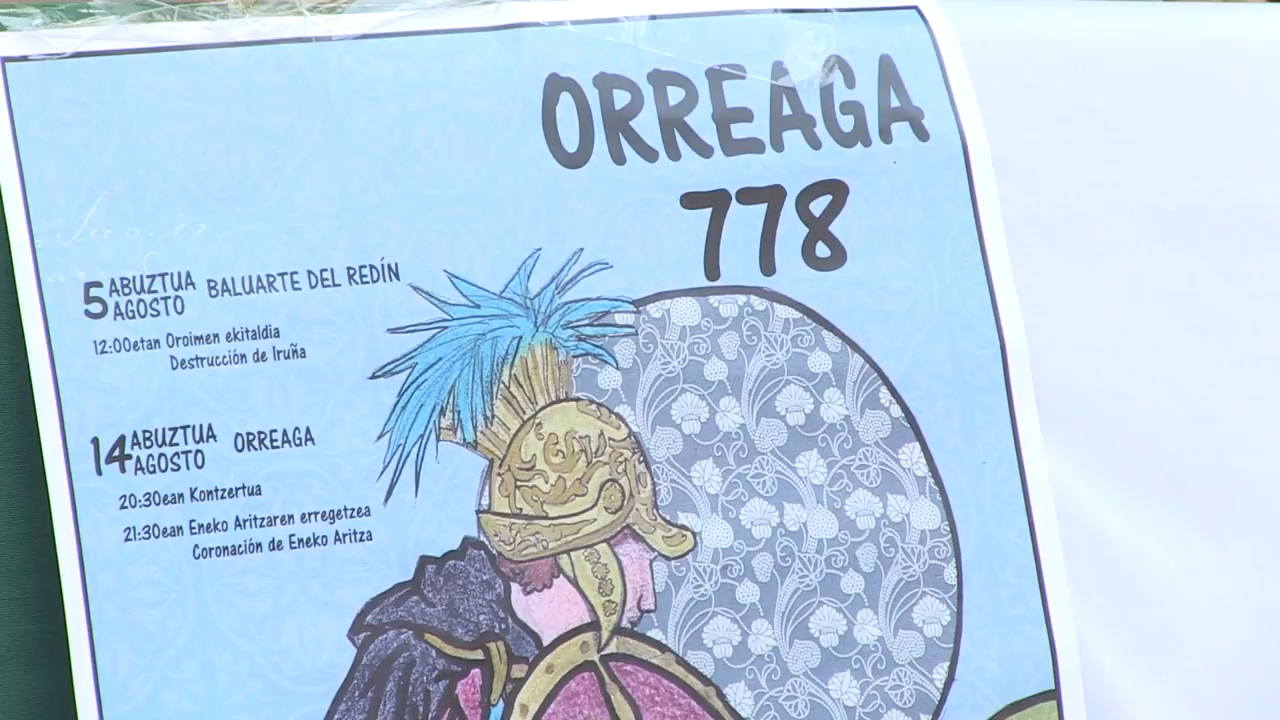 ORREAGA
778
5 ABUZTUA AGOSTO BALUARTE DEL REDÍN
12:00etan Oroimen ekitaldia
Destrucción de Iruña
14 ABUZTUA AGOSTO ORREAGA
20:30ean Kontzertua
21:30ean Eneko Aritzaren erregetzea
Coronación de Eneko Aritza